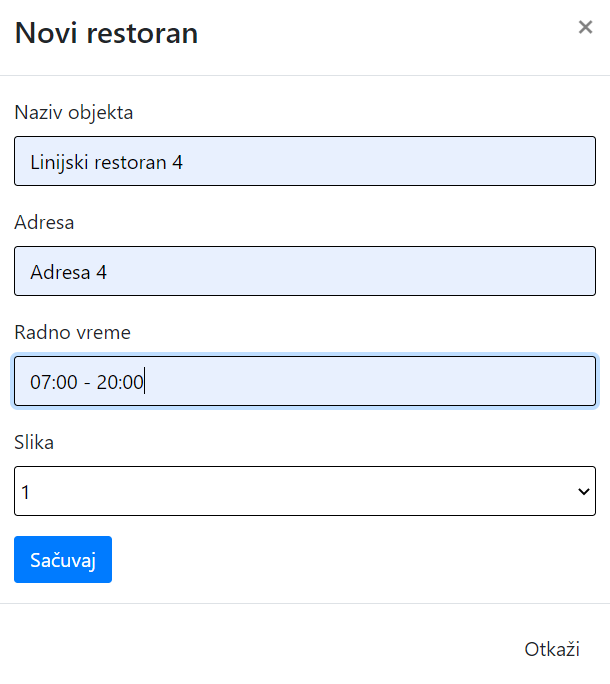 Novi restoran
×
Naziv objekta
Linijski restoran 4
Adresa
Adresa 4
Radno vreme
07:00 - 20:00
Slika
1
Sačuvaj
Otkaži